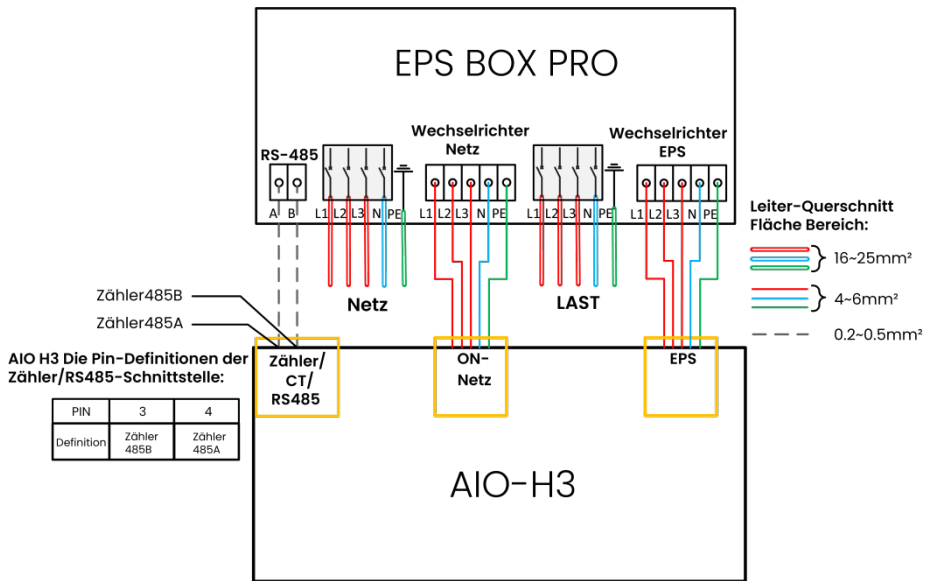 EPS BOX PRO
RS-485
Wechselrichter
Netz
Wechselrichter
EPS
A B
L1 L2 L3 N PE
L1 L2 L3 N PE
L1 L2 L3 N PE
L1 L2 L3 N PE
Netz
LAST
Leiter-Querschnitt
Fläche Bereich:
16~25mm²
4~6mm²
0.2~0.5mm²
Zähler485B
Zähler485A
AIO H3 Die Pin-Definitionen der
Zähler/RS485-Schnittstelle:
PIN 3 4
Definition Zähler 485B Zähler 485A
Zähler/
CT/
RS485
ON-
Netz
EPS
AIO-H3